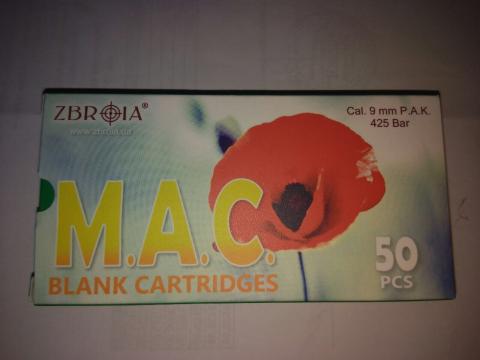 ZBROIA®
www.zbroia.ua
Cal. 9 mm P.A.K.
425 Bar
M.A.C.
BLANK CARTRIDGES
50
PCS